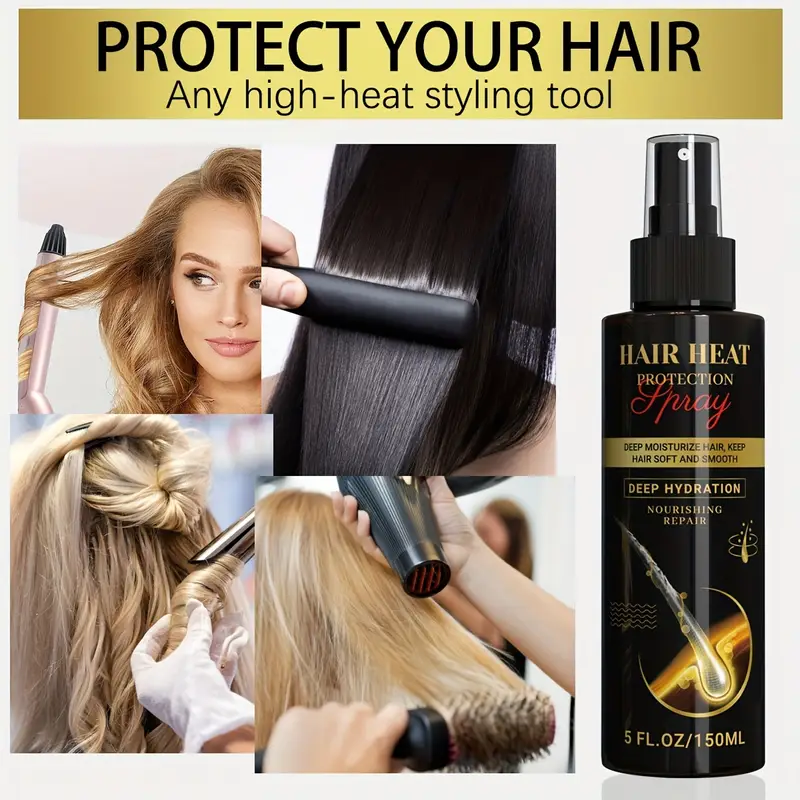 PROTECT YOUR HAIR
Any high-heat styling tool
HAIR HEAT
PROTECTION
Spray
DEEP MOISTURIZE HAIR, KEEP
HAIR SOFT AND SMOOTH
DEEP HYDRATION
NOURISHING
REPAIR
5 FL.OZ/150ML